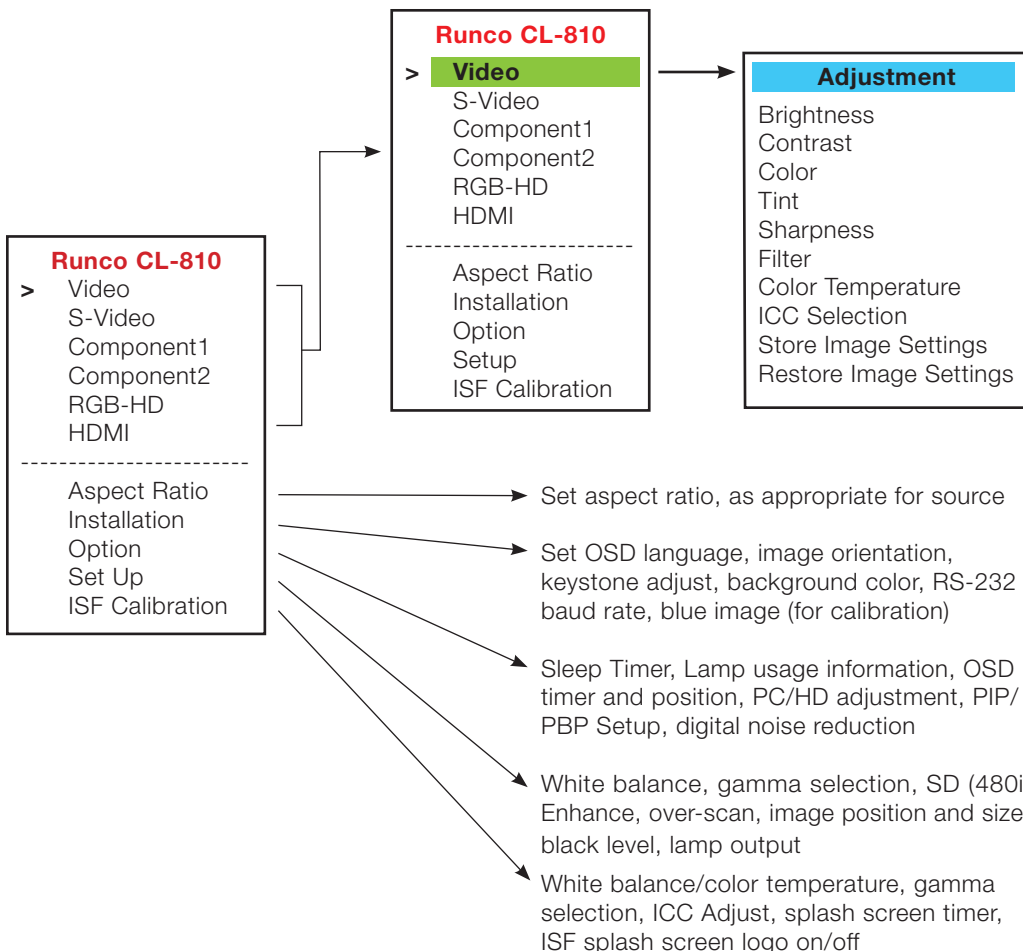 Runco CL-810
> Video
S-Video
Component1
Component2
RGB-HD
HDMI
Aspect Ratio
Installation
Option
Setup
ISF Calibration
Adjustment
Brightness
Contrast
Color
Tint
Sharpness
Filter
Color Temperature
ICC Selection
Store Image Settings
Restore Image Settings
Runco CL-810
> Video
S-Video
Component1
Component2
RGB-HD
HDMI
Aspect Ratio
Installation
Option
Set Up
ISF Calibration
Set aspect ratio, as appropriate for source
Set OSD language, image orientation,
keystone adjust, background color, RS-232
baud rate, blue image (for calibration)
Sleep Timer, Lamp usage information, OSD
timer and position, PC/HD adjustment, PIP/
PBP Setup, digital noise reduction
White balance, gamma selection, SD (480i
Enhance, over-scan, image position and size
black level, lamp output
White balance/color temperature, gamma
selection, ICC Adjust, splash screen timer,
ISF splash screen logo on/off